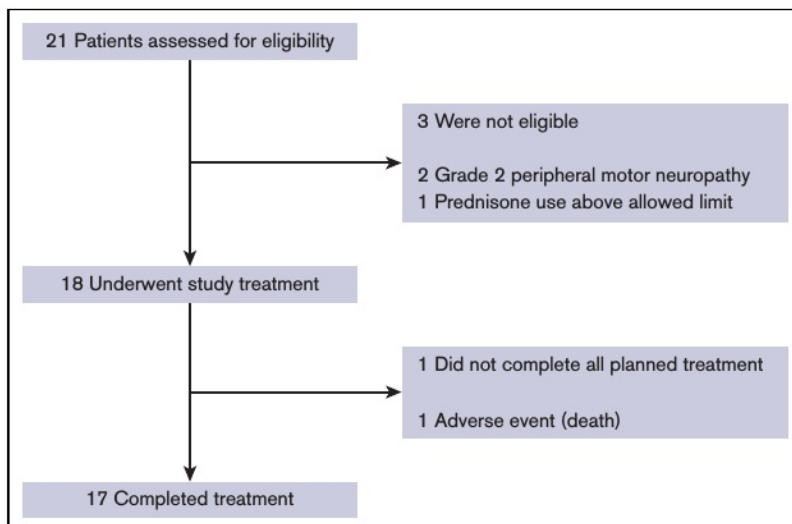 21 Patients assessed for eligibility
3 Were not eligible
2 Grade 2 peripheral motor neuropathy
1 Prednisone use above allowed limit
18 Underwent study treatment
1 Did not complete all planned treatment
1 Adverse event (death)
17 Completed treatment